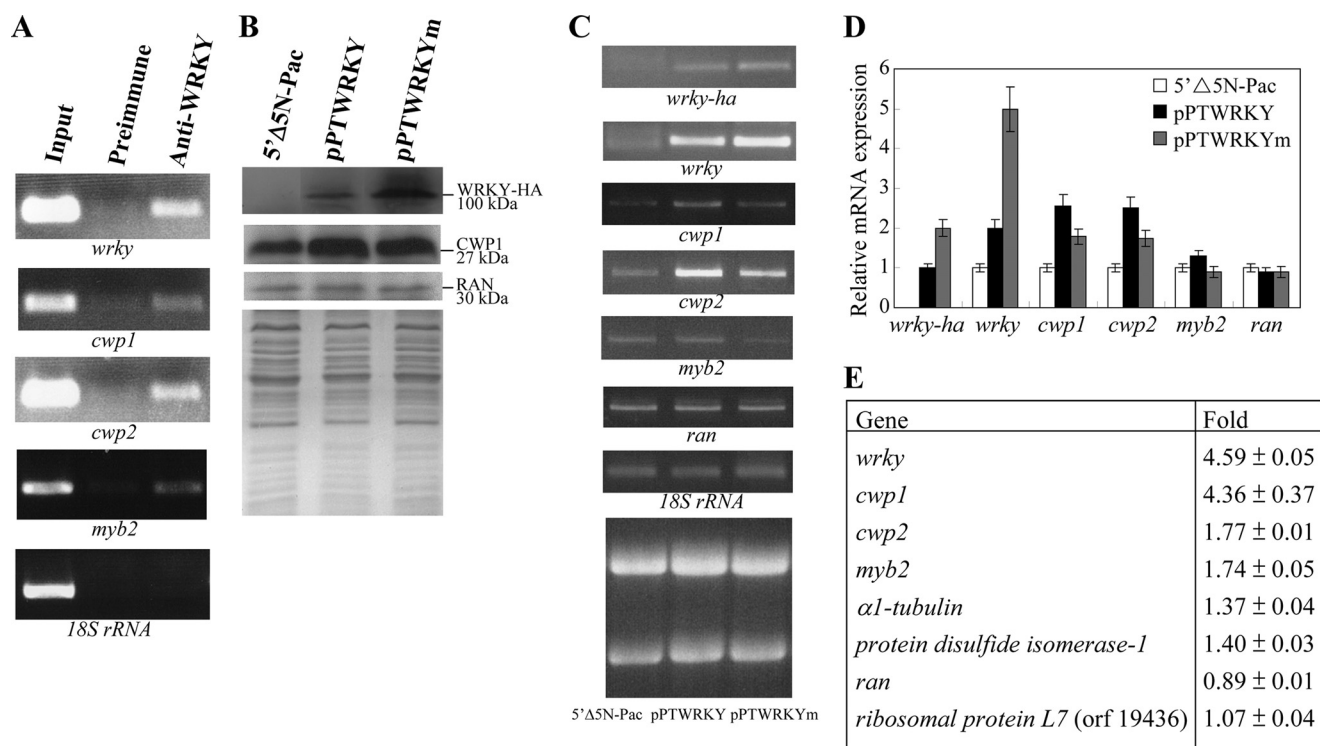 A
Input
Preimmune
Anti-WRKY
wrky
cwp1
cwp2
myb2
18S rRNA
B
5'Δ5N-Pac
pPTWRKY
pPTWRKYm
WRKY-HA
100 kDa
CWP1
27 kDa
RAN
30 kDa
C
wrky-ha
wrky
cwp1
cwp2
myb2
ran
18S rRNA
5'Δ5N-Pac pPTWRKY pPTWRKYm
D
Relative mRNA expression
6
5
4
3
2
1
0
5'△5N-Pac
pPTWRKY
pPTWRKYm
wrky-ha wrky cwp1 cwp2 myb2 ran
E
Gene Fold
wrky 4.59 ± 0.05
cwp1 4.36 ± 0.37
cwp2 1.77 ± 0.01
myb2 1.74 ± 0.05
α1-tubulin 1.37 ± 0.04
protein disulfide isomerase-1 1.40 ± 0.03
ran 0.89 ± 0.01
ribosomal protein L7 (orf 19436) 1.07 ± 0.04